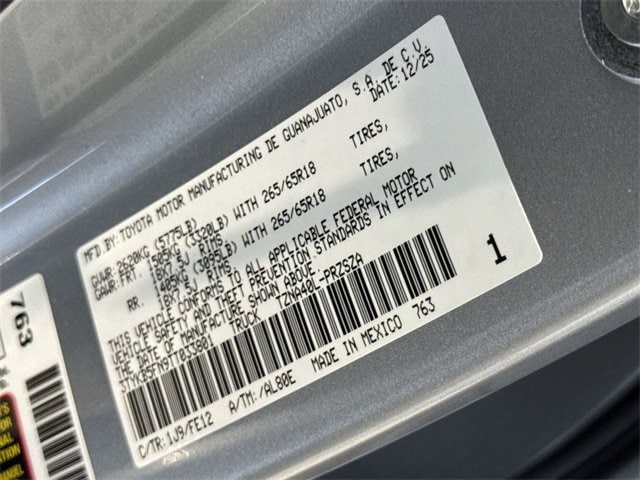 MFD.BY: TOYOTA MOTOR MANUFACTURING DE GUANAJUATO, S.A. DE C.V.
DATE: 12/25
GVWR: 2620KG (5775LB)
GAWR: FRT. 1505KG (3320LB) WITH 265/65R18 TIRES,
18X7.5J RIMS
RR. 1405KG (3095LB) WITH 265/65R18 TIRES,
18X7.5J RIMS
THIS VEHICLE CONFORMS TO ALL APPLICABLE FEDERAL MOTOR
VEHICLE SAFETY AND THEFT PREVENTION STANDARDS IN EFFECT ON
THE DATE OF MANUFACTURE SHOWN ABOVE.
TRUCK TZNA40L-PRZSZA
C/TR: 1J9/FE12 A/TM: /AL80E MADE IN MEXICO 763
1
763